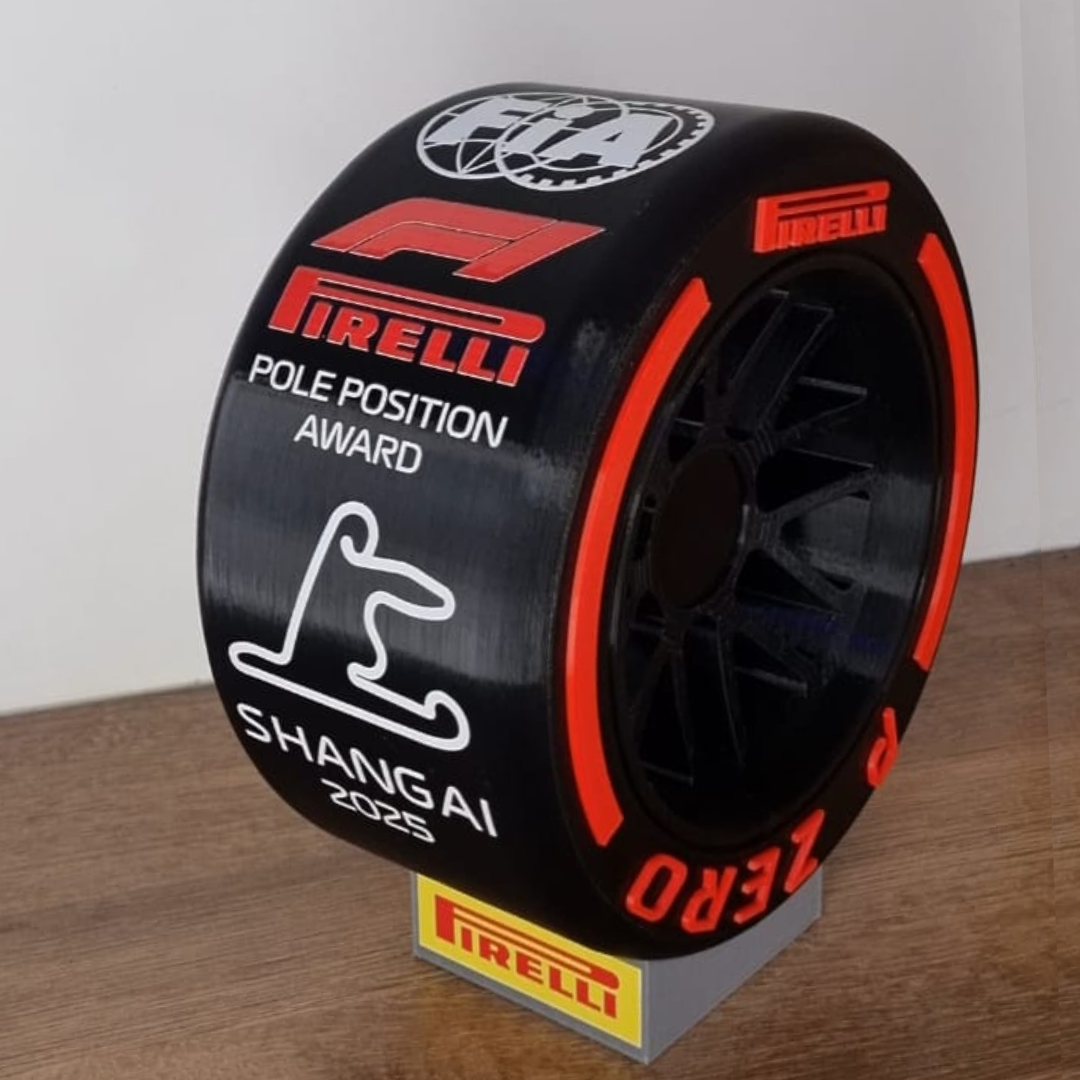 FiA
F1
PIRELLI
POLE POSITION
AWARD
SHANGAI
2025
PIRELLI
P ZERO
PIRELLI